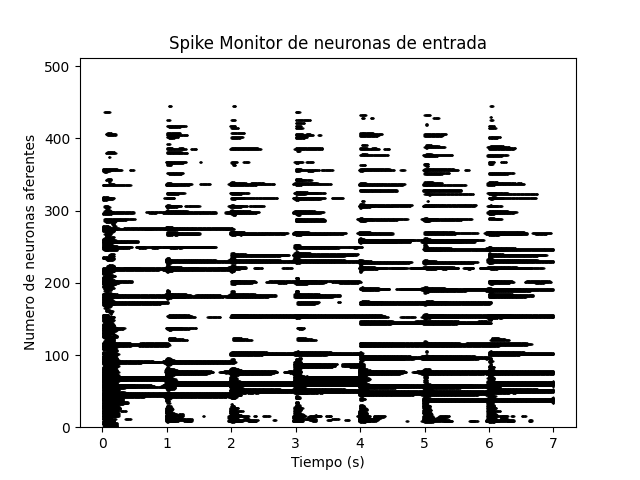 Spike Monitor de neuronas de entrada
500
400
300
200
100
0
Numero de neuronas aferentes
0 1 2 3 4 5 6 7
Tiempo (s)